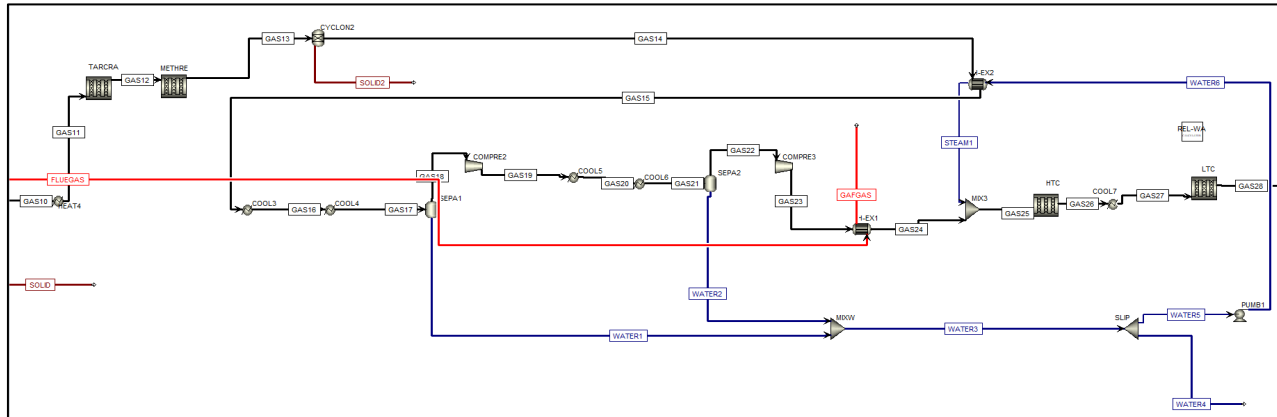 CYCLON2
GAS13
GAS14
TARCRA
METHRE
GAS12
SOLID2
H-EX2
WATER6
GAS15
GAS11
REL-WA
STEAM1
GAS22
COMPRE2
COMPRE3
GAS19
COOL5
COOL6
GAS20
GAS21
SEPA2
FLUEGAS
GAS18
HTC
COOL7
LTC
GAS28
GAFGAS
GAS10
HEAT4
COOL3
GAS16
COOL4
GAS17
SEPA1
GAS23
H-EX1
GAS24
MIX3
GAS25
GAS26
GAS27
SOLID
WATER2
MIXW
WATER1
WATER3
SLIP
WATER5
PUMB1
WATER4